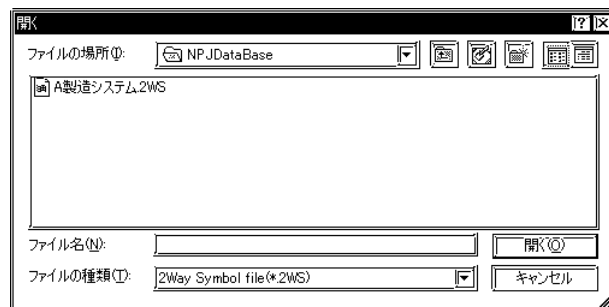 開く
ファイルの場所(I):
NPJDataBase
A製造システム.2WS
ファイル名(N):
開く(O)
ファイルの種類(T):
2Way Symbol file(*.2WS)
キャンセル